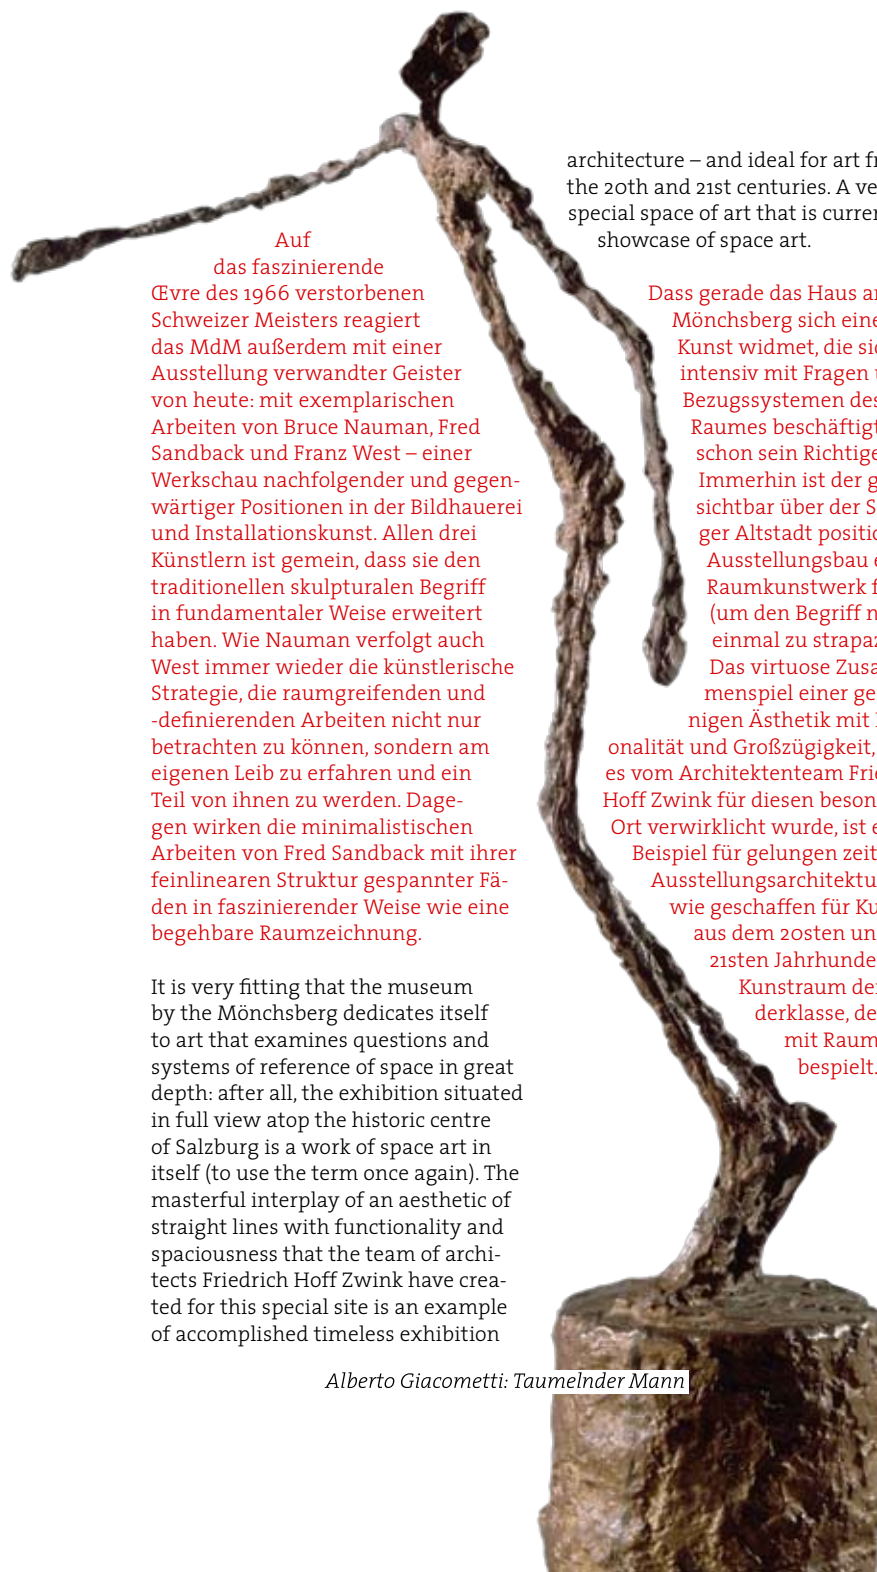 Auf
das faszinierende
Œvre des 1966 verstorbenen
Schweizer Meisters reagiert
das MdM außerdem mit einer
Ausstellung verwandter Geister
von heute: mit exemplarischen
Arbeiten von Bruce Nauman, Fred
Sandback und Franz West – einer
Werkschau nachfolgender und gegen-
wärtiger Positionen in der Bildhauerei
und Installationskunst. Allen drei
Künstlern ist gemein, dass sie den
traditionellen skulpturalen Begriff
in fundamentaler Weise erweitert
haben. Wie Nauman verfolgt auch
West immer wieder die künstlerische
Strategie, die raumgreifenden und
-definierenden Arbeiten nicht nur
betrachten zu können, sondern am
eigenen Leib zu erfahren und ein
Teil von ihnen zu werden. Dage-
gen wirken die minimalistischen
Arbeiten von Fred Sandback mit ihrer
feinlinearen Struktur gespannter Fä-
den in faszinierender Weise wie eine
begehbare Raumzeichnung.
It is very fitting that the museum
by the Mönchsberg dedicates itself
to art that examines questions and
systems of reference of space in great
depth: after all, the exhibition situated
in full view atop the historic centre
of Salzburg is a work of space art in
itself (to use the term once again). The
masterful interplay of an aesthetic of
straight lines with functionality and
spaciousness that the team of archi-
tects Friedrich Hoff Zwink have crea-
ted for this special site is an example
of accomplished timeless exhibition
architecture – and ideal for art
the 20th and 21st centuries. A
special space of art that is
showcase of space art.
Dass gerade das Haus
Mönchsberg sich
Kunst widmet, die
intensiv mit Fragen
Bezugssystemen
Raumes beschäftigt
schon sein
Immerhin ist der
sichtbar über der
ger Altstadt
Ausstellungsbau
Raumkunstwerk
(um den Begriff
einmal zu
Das virtuose
menspiel einer
nigen Ästhetik mit
onalität und Großzügigkeit,
es vom Architektenteam
Hoff Zwink für diesen
Ort verwirklicht wurde, ist
Beispiel für gelungen
wie geschaffen für
aus dem 20sten
21sten
Kunstraum
derklasse,
mit
bespielt.
Alberto Giacometti: Taumelnder Mann